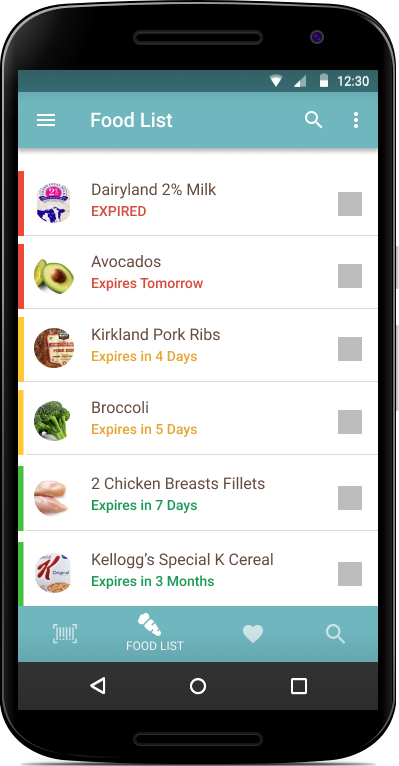 12:30
Food List
Dairyland 2% Milk
EXPIRED
Avocados
Expires Tomorrow
Kirkland Pork Ribs
Expires in 4 Days
Broccoli
Expires in 5 Days
2 Chicken Breasts Fillets
Expires in 7 Days
Kellogg’s Special K Cereal
Expires in 3 Months
K
Original
FOOD LIST